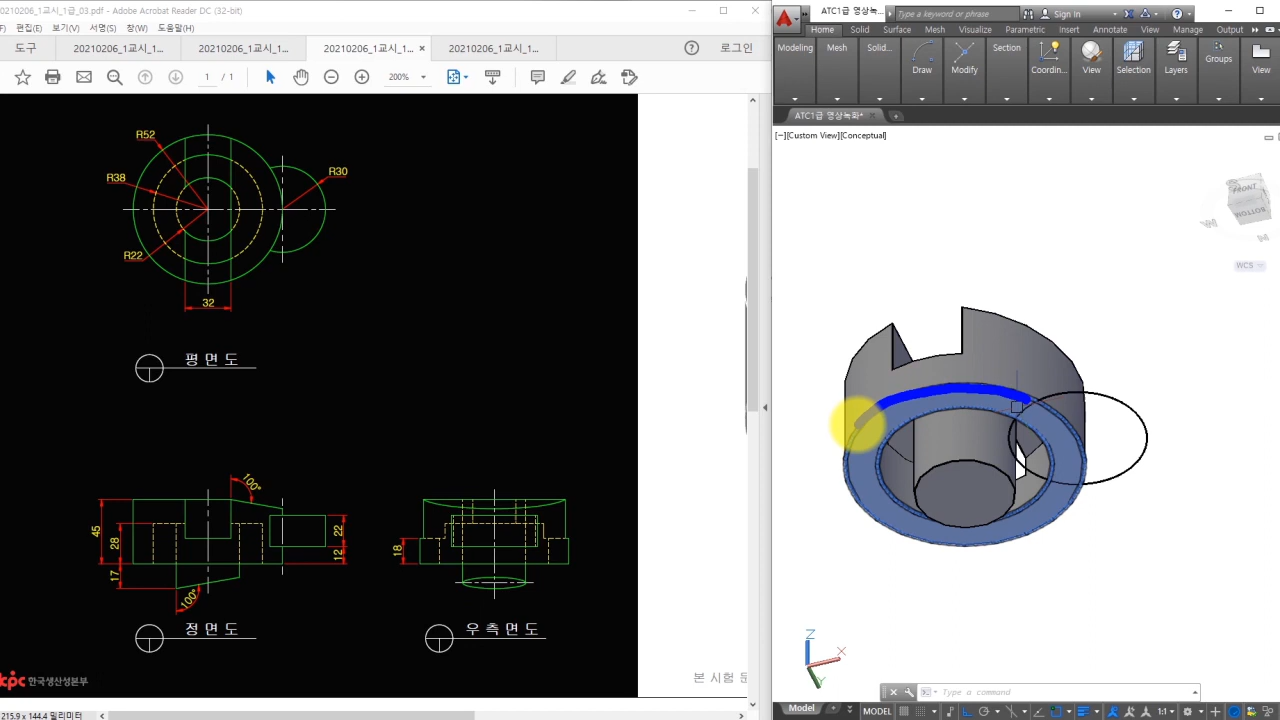 0210206_1교시_1급_03.pdf - Adobe Acrobat Reader DC (32-bit)
편집(E) 보기(V) 서명(S) 창(W) 도움말(H)
도구 20210206_1교시_1... 20210206_1교시_1... 20210206_1교시_1... × 20210206_1교시_1... 로그인
1 / 1 200%
R52
R38
R30
R22
32
평 면 도
100°
45
28
17
22
12
100°
정 면 도
18
우 측 면 도
kpc 한국생산성본부
본 시험 문
215.9 x 144.4 밀리미터
ATC1급 영상녹... Type a keyword or phrase Sign In
Home Solid Surface Mesh Visualize Parametric Insert Annotate View Manage Output
Modeling Mesh Solid... Draw Modify Section Coordin... View Selection Layers Groups View
ATC1급 영상녹화*
[−][Custom View][Conceptual]
FRONT
BOTTOM
W
WCS
Z
X
Y
Type a command
Model MODEL 1:1